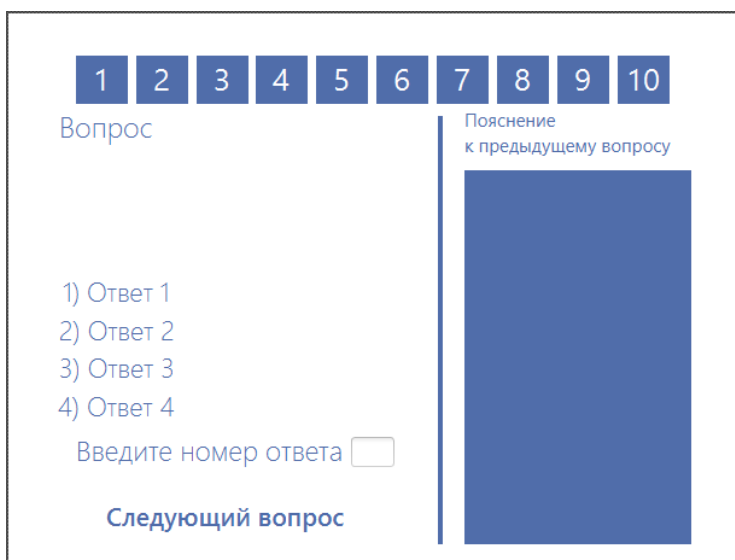 1 2 3 4 5 6 7 8 9 10
Вопрос
1) Ответ 1
2) Ответ 2
3) Ответ 3
4) Ответ 4
Введите номер ответа
Следующий вопрос
Пояснение
к предыдущему вопросу